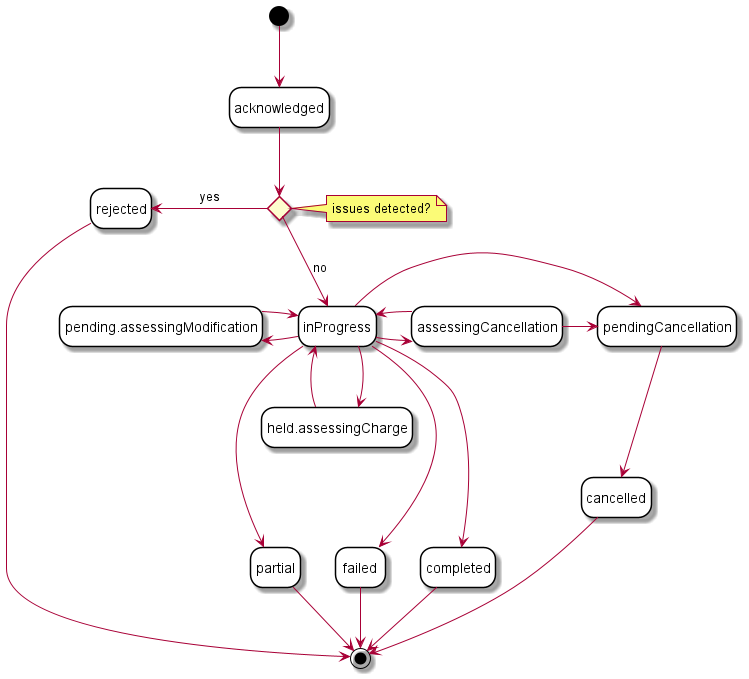 acknowledged
yes
rejected
issues detected?
no
pending.assessingModification
inProgress
assessingCancellation
pendingCancellation
held.assessingCharge
cancelled
partial
failed
completed